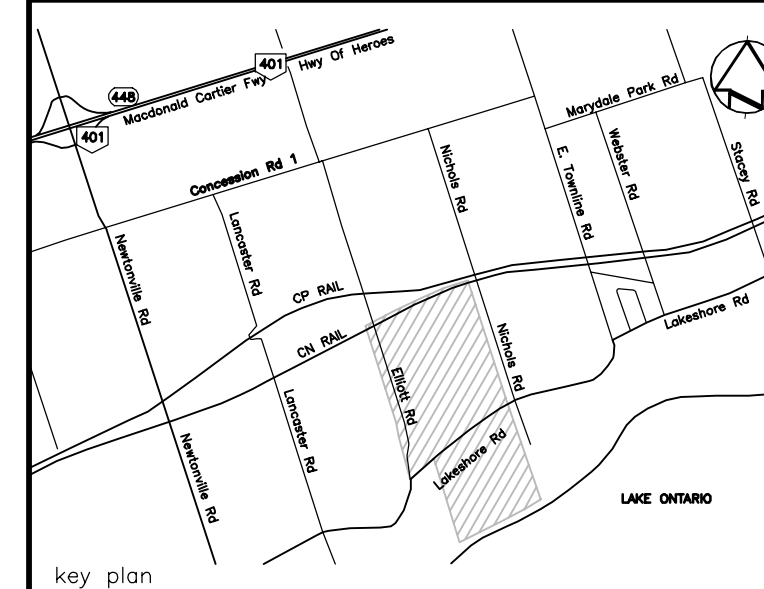 401
Hwy Of Heroes
448
Macdonald Cartier Fwy
401
Marydale Park Rd
Concession Rd 1
Nichols Rd
E. Townline Rd
Webster Rd
Stacey Rd
Newtonville Rd
Lancaster Rd
CP RAIL
CN RAIL
Lakeshore Rd
Nichols Rd
Elliott Rd
Lancaster Rd
Newtonville Rd
Lakeshore Rd
LAKE ONTARIO
key plan